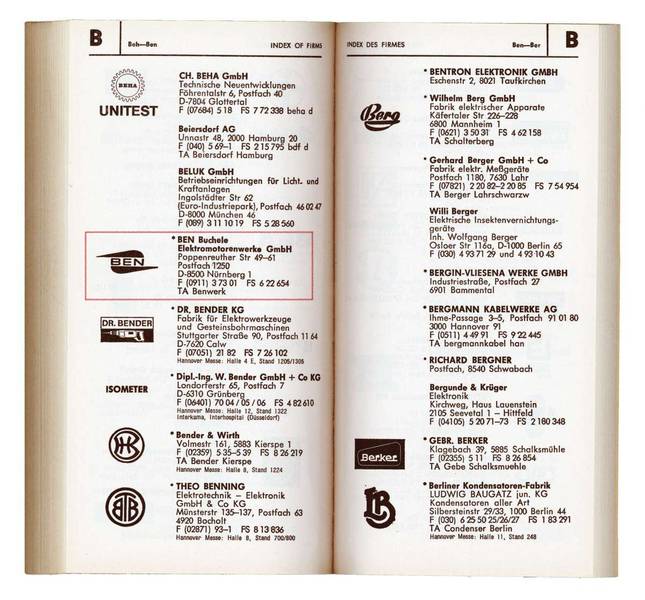 B
Beh—Ben
INDEX OF FIRMS
BEHA
UNITEST
CH. BEHA GmbH
Technische Neuentwicklungen
Föhrentalstr 6, Postfach 40
D-7804 Glottertal
F (07684) 5 18 FS 7 72 338 beha d
Beiersdorf AG
Unnastr 48, 2000 Hamburg 20
F (040) 5 69–1 FS 2 15 795 bdf d
TA Beiersdorf Hamburg
BELUK GmbH
Betriebseinrichtungen für Licht- und
Kraftanlagen
Ingolstädter Str 62
(Euro-Industriepark), Postfach 46 02 47
D-8000 München 46
F (089) 3 11 10 19 FS 5 28 560
BEN
* BEN Buchele
Elektromotorenwerke GmbH
Poppenreuther Str 49–61
Postfach 1250
D-8500 Nürnberg 1
F (0911) 3 73 01 FS 6 22 654
TA Benwerk
DR. BENDER
* DR. BENDER KG
Fabrik für Elektrowerkzeuge
und Gesteinsbohrmaschinen
Stuttgarter Straße 90, Postfach 11 64
D-7620 Calw
F (07051) 21 82 FS 7 26 102
Hannover Messe: Halle 4 E, Stand 1205/1305
ISOMETER
* Dipl.-Ing. W. Bender GmbH + Co KG
Londorferstr 65, Postfach 7
D-6310 Grünberg
F (06401) 70 04 / 05 / 06 FS 4 82 610
Hannover Messe: Halle 12, Stand 1322
Interkama, Interhospital (Düsseldorf)
* Bender & Wirth
Volmestr 161, 5883 Kierspe 1
F (02359) 5 35–5 39 FS 8 26 219
TA Bender Kierspe
Hannover Messe: Halle 8, Stand 1224
BTB
* THEO BENNING
Elektrotechnik – Elektronik
GmbH & Co KG
Münsterstr 135–137, Postfach 63
4920 Bocholt
F (02871) 93–1 FS 8 13 836
Hannover Messe: Halle 8, Stand 700/800
INDEX DES FIRMES
Ben—Ber
B
* BENTRON ELEKTRONIK GMBH
Eschenstr 2, 8021 Taufkirchen
Berg
* Wilhelm Berg GmbH
Fabrik elektrischer Apparate
Käfertaler Str 226–228
6800 Mannheim 1
F (0621) 3 50 31 FS 4 62 158
TA Schalterberg
* Gerhard Berger GmbH + Co
Fabrik elektr. Meßgeräte
Postfach 1180, 7630 Lahr
F (07821) 2 20 82–2 20 85 FS 7 54 954
TA Berger Lahrschwarzw
Willi Berger
Elektrische Insektenvernichtungs-
geräte
Inh. Wolfgang Berger
Osloer Str 116a, D-1000 Berlin 65
F (030) 4 93 71 29 und 4 93 10 43
* BERGIN-VLIESENA WERKE GMBH
Industriestraße, Postfach 27
6901 Bammental
* BERGMANN KABELWERKE AG
Ihme-Passage 3–5, Postfach 91 01 80
3000 Hannover 91
F (0511) 4 49 91 FS 9 22 445
TA bergmannkabel han
* RICHARD BERGNER
Postfach, 8540 Schwabach
Bergunde & Krüger
Elektronik
Kirchweg, Haus Lauenstein
2105 Seevetal 1 – Hittfeld
F (04105) 5 20 71–73 FS 2 180 348
Berker
* GEBR. BERKER
Klagebach 39, 5885 Schalksmühle
F (02355) 5 11 FS 8 26 854
TA Gebe Schalksmuehle
* Berliner Kondensatoren-Fabrik
LUDWIG BAUGATZ jun. KG
Kondensatoren aller Art
Silbersteinstr 29/33, 1000 Berlin 44
F (030) 6 25 50 25/26/27 FS 1 83 291
TA Condenser Berlin
Hannover Messe: Halle 11, Stand 248